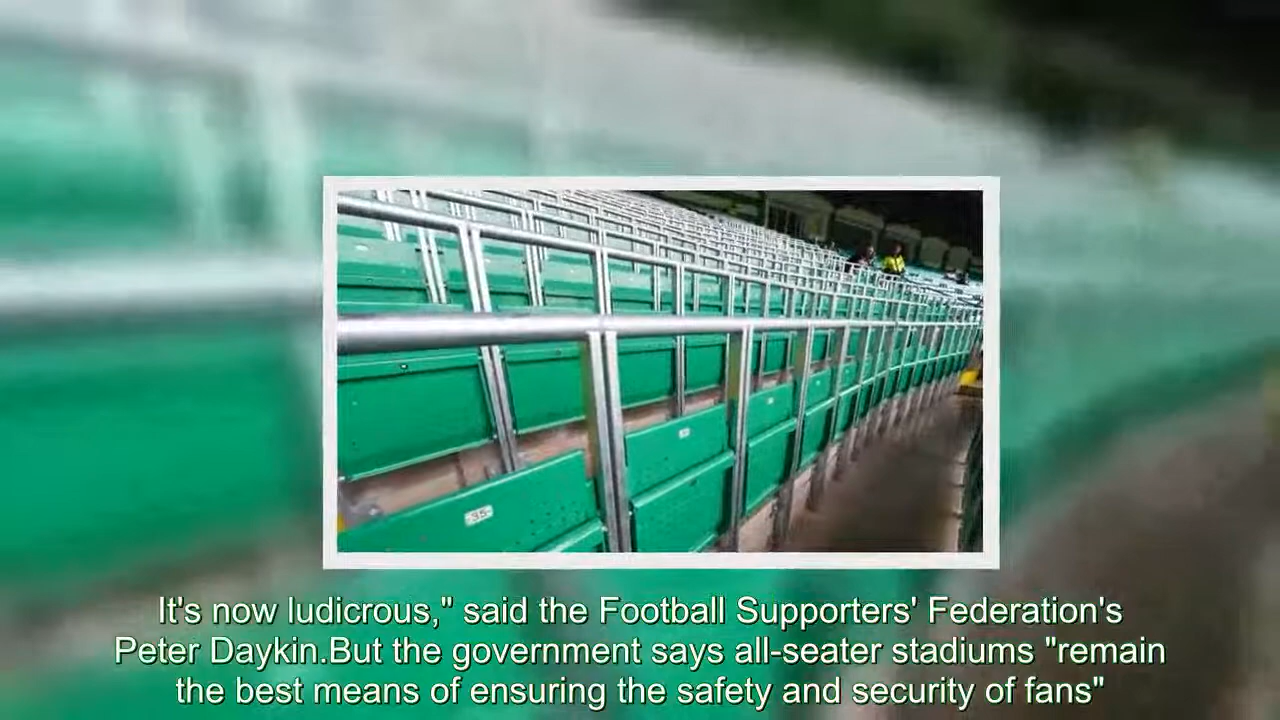 35
It's now ludicrous," said the Football Supporters' Federation's
Peter Daykin.But the government says all-seater stadiums "remain
the best means of ensuring the safety and security of fans"